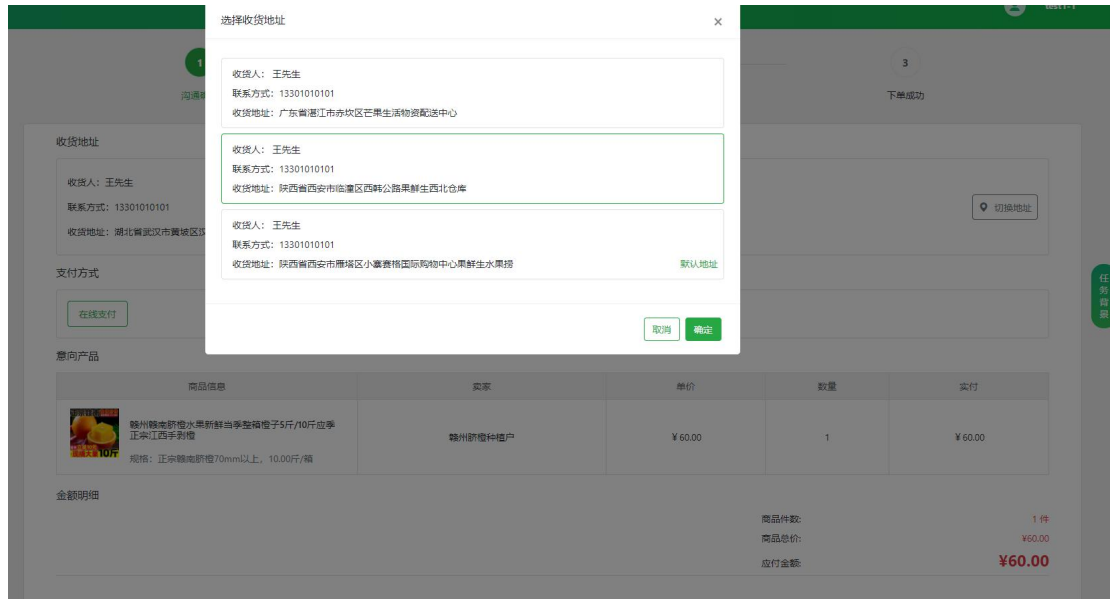 选择收货地址 ×
test1-1
1
3
沟通
下单成功
收货人： 王先生
联系方式：13301010101
收货地址：广东省湛江市赤坎区芒果生活物资配送中心
收货人： 王先生
联系方式：13301010101
收货地址：陕西省西安市临潼区西韩公路果鲜生西北仓库
收货人： 王先生
联系方式：13301010101
收货地址：陕西省西安市雁塔区小寨赛格国际购物中心果鲜生水果捞 默认地址
取消 确定
收货地址
收货人：王先生
联系方式：13301010101
收货地址：湖北省武汉市黄坡区汉
切换地址
支付方式
在线支付
任务背景
意向产品
商品信息 卖家 单价 数量 实付
赣州赣南脐橙水果新鲜当季整箱橙子5斤/10斤应季
正宗江西手剥橙
规格：正宗赣南脐橙70mm以上，10.00斤/箱
10斤
赣州脐橙种植户 ¥ 60.00 1 ¥ 60.00
金额明细
商品件数: 1 件
商品总价: ¥60.00
应付金额: ¥60.00